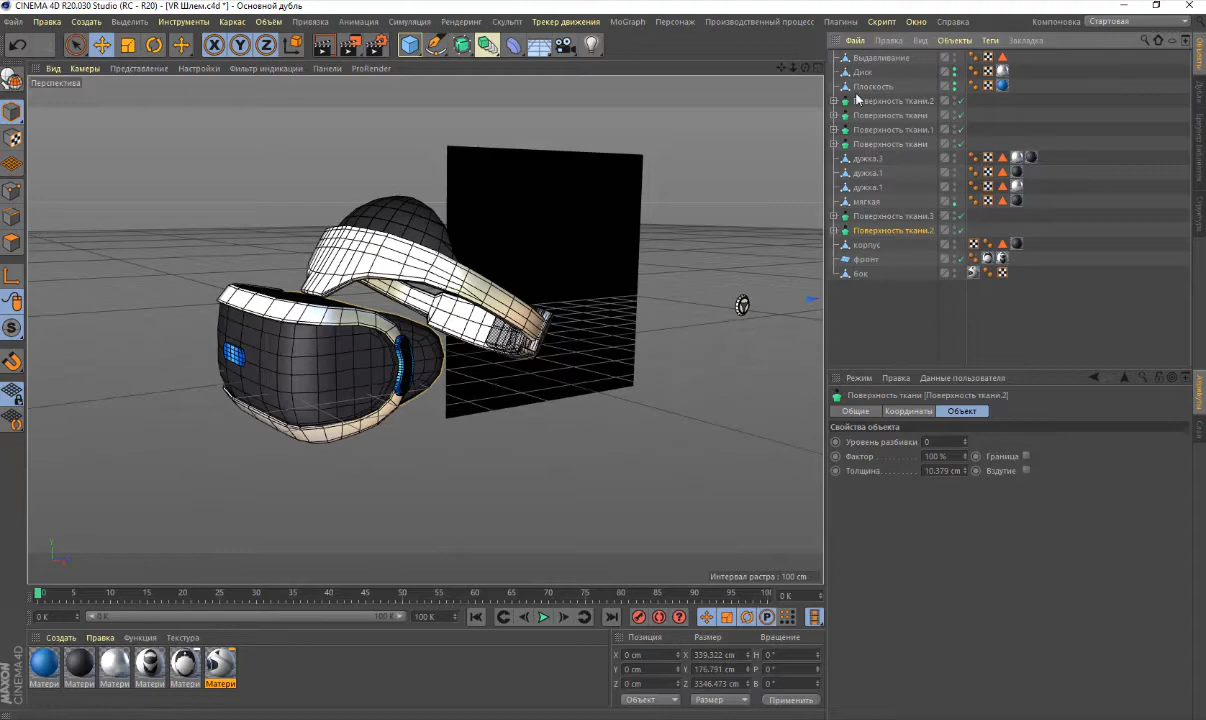 CINEMA 4D R20.030 Studio (RC - R20) - [VR Шлем.c4d *] - Основной дубль
Файл Правка Создать Выделить Инструменты Каркас Объём Привязка Анимация Симуляция Рендеринг Скульпт Трекер движения MoGraph Персонаж Производственный процесс Плагины Скрипт Окно Справка Компоновка Стартовая
Вид Камеры Представление Настройки Фильтр индикации Панели ProRender
Перспектива
Файл Правка Вид Объекты Теги Закладка
Выдавливание
Диск
Плоскость
Поверхность ткани.2
Поверхность ткани
Поверхность ткани.1
Поверхность ткани
дужка.3
дужка.1
дужка.1
мягкая
Поверхность ткани.3
Поверхность ткани.2
корпус
фронт
бок
Режим Правка Данные пользователя
Поверхность ткани [Поверхность ткани.2]
Общие Координаты Объект
Свойства объекта
Уровень разбивки 0
Фактор 100 % Граница
Толщина 10.379 cm Вздутие
Y
X
Интервал растра : 100 cm
0 5 10 15 20 25 30 35 40 45 50 55 60 65 70 75 80 85 90 95 100 0 K
0 K 0 K 100 K 100 K
Создать Правка Функция Текстура
Матери Матери Матери Матери Матери Матери
Позиция Размер Вращение
X 0 cm X 339.322 cm H 0 °
Y 0 cm Y 176.791 cm P 0 °
Z 0 cm Z 3346.473 cm B 0 °
Объект Размер Применить
MAXON
CINEMA 4D
Объекты
Атрибуты
Структура
Слои